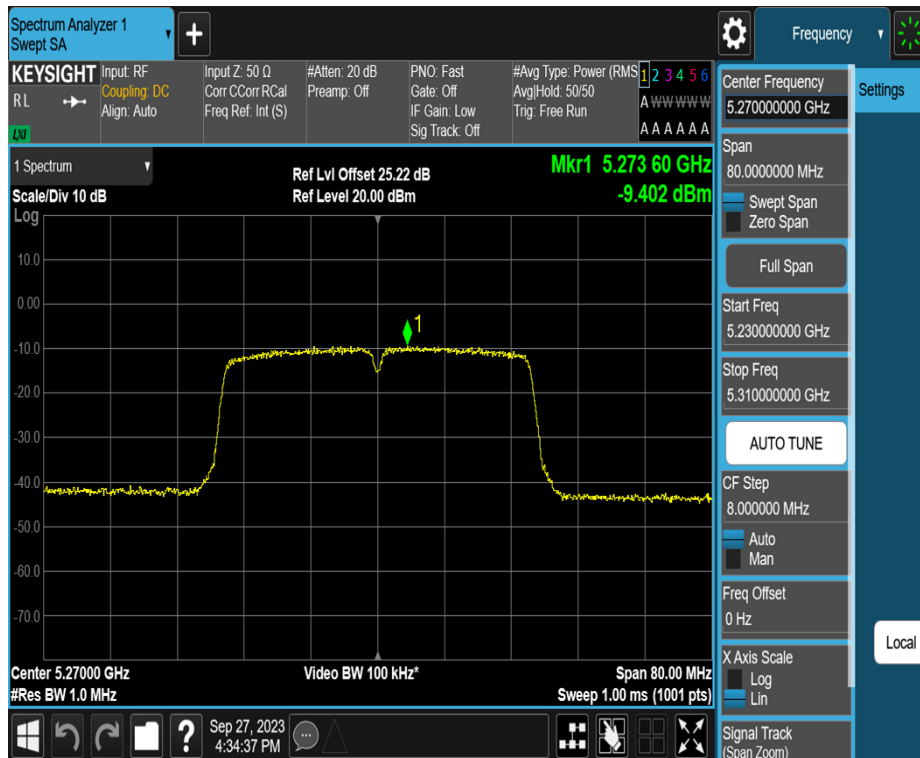 Spectrum Analyzer 1
Swept SA
+
Frequency
KEYSIGHT
R L
LXI
Input: RF
Coupling: DC
Align: Auto
Input Z: 50 Ω
Corr CCorr RCal
Freq Ref: Int (S)
#Atten: 20 dB
Preamp: Off
PNO: Fast
Gate: Off
IF Gain: Low
Sig Track: Off
#Avg Type: Power (RMS
Avg|Hold: 50/50
Trig: Free Run
1 2 3 4 5 6
A W W W W W
A A A A A A
1 Spectrum
Scale/Div 10 dB
Log
Ref Lvl Offset 25.22 dB
Ref Level 20.00 dBm
Mkr1 5.273 60 GHz
-9.402 dBm
10.0
0.00
-10.0
-20.0
-30.0
-40.0
-50.0
-60.0
-70.0
1
Center 5.27000 GHz
#Res BW 1.0 MHz
Video BW 100 kHz*
Span 80.00 MHz
Sweep 1.00 ms (1001 pts)
?
Sep 27, 2023
4:34:37 PM
Center Frequency
5.270000000 GHz
Span
80.0000000 MHz
Swept Span
Zero Span
Full Span
Start Freq
5.230000000 GHz
Stop Freq
5.310000000 GHz
AUTO TUNE
CF Step
8.000000 MHz
Auto
Man
Freq Offset
0 Hz
X Axis Scale
Log
Lin
Signal Track
(Span Zoom)
Settings
Local